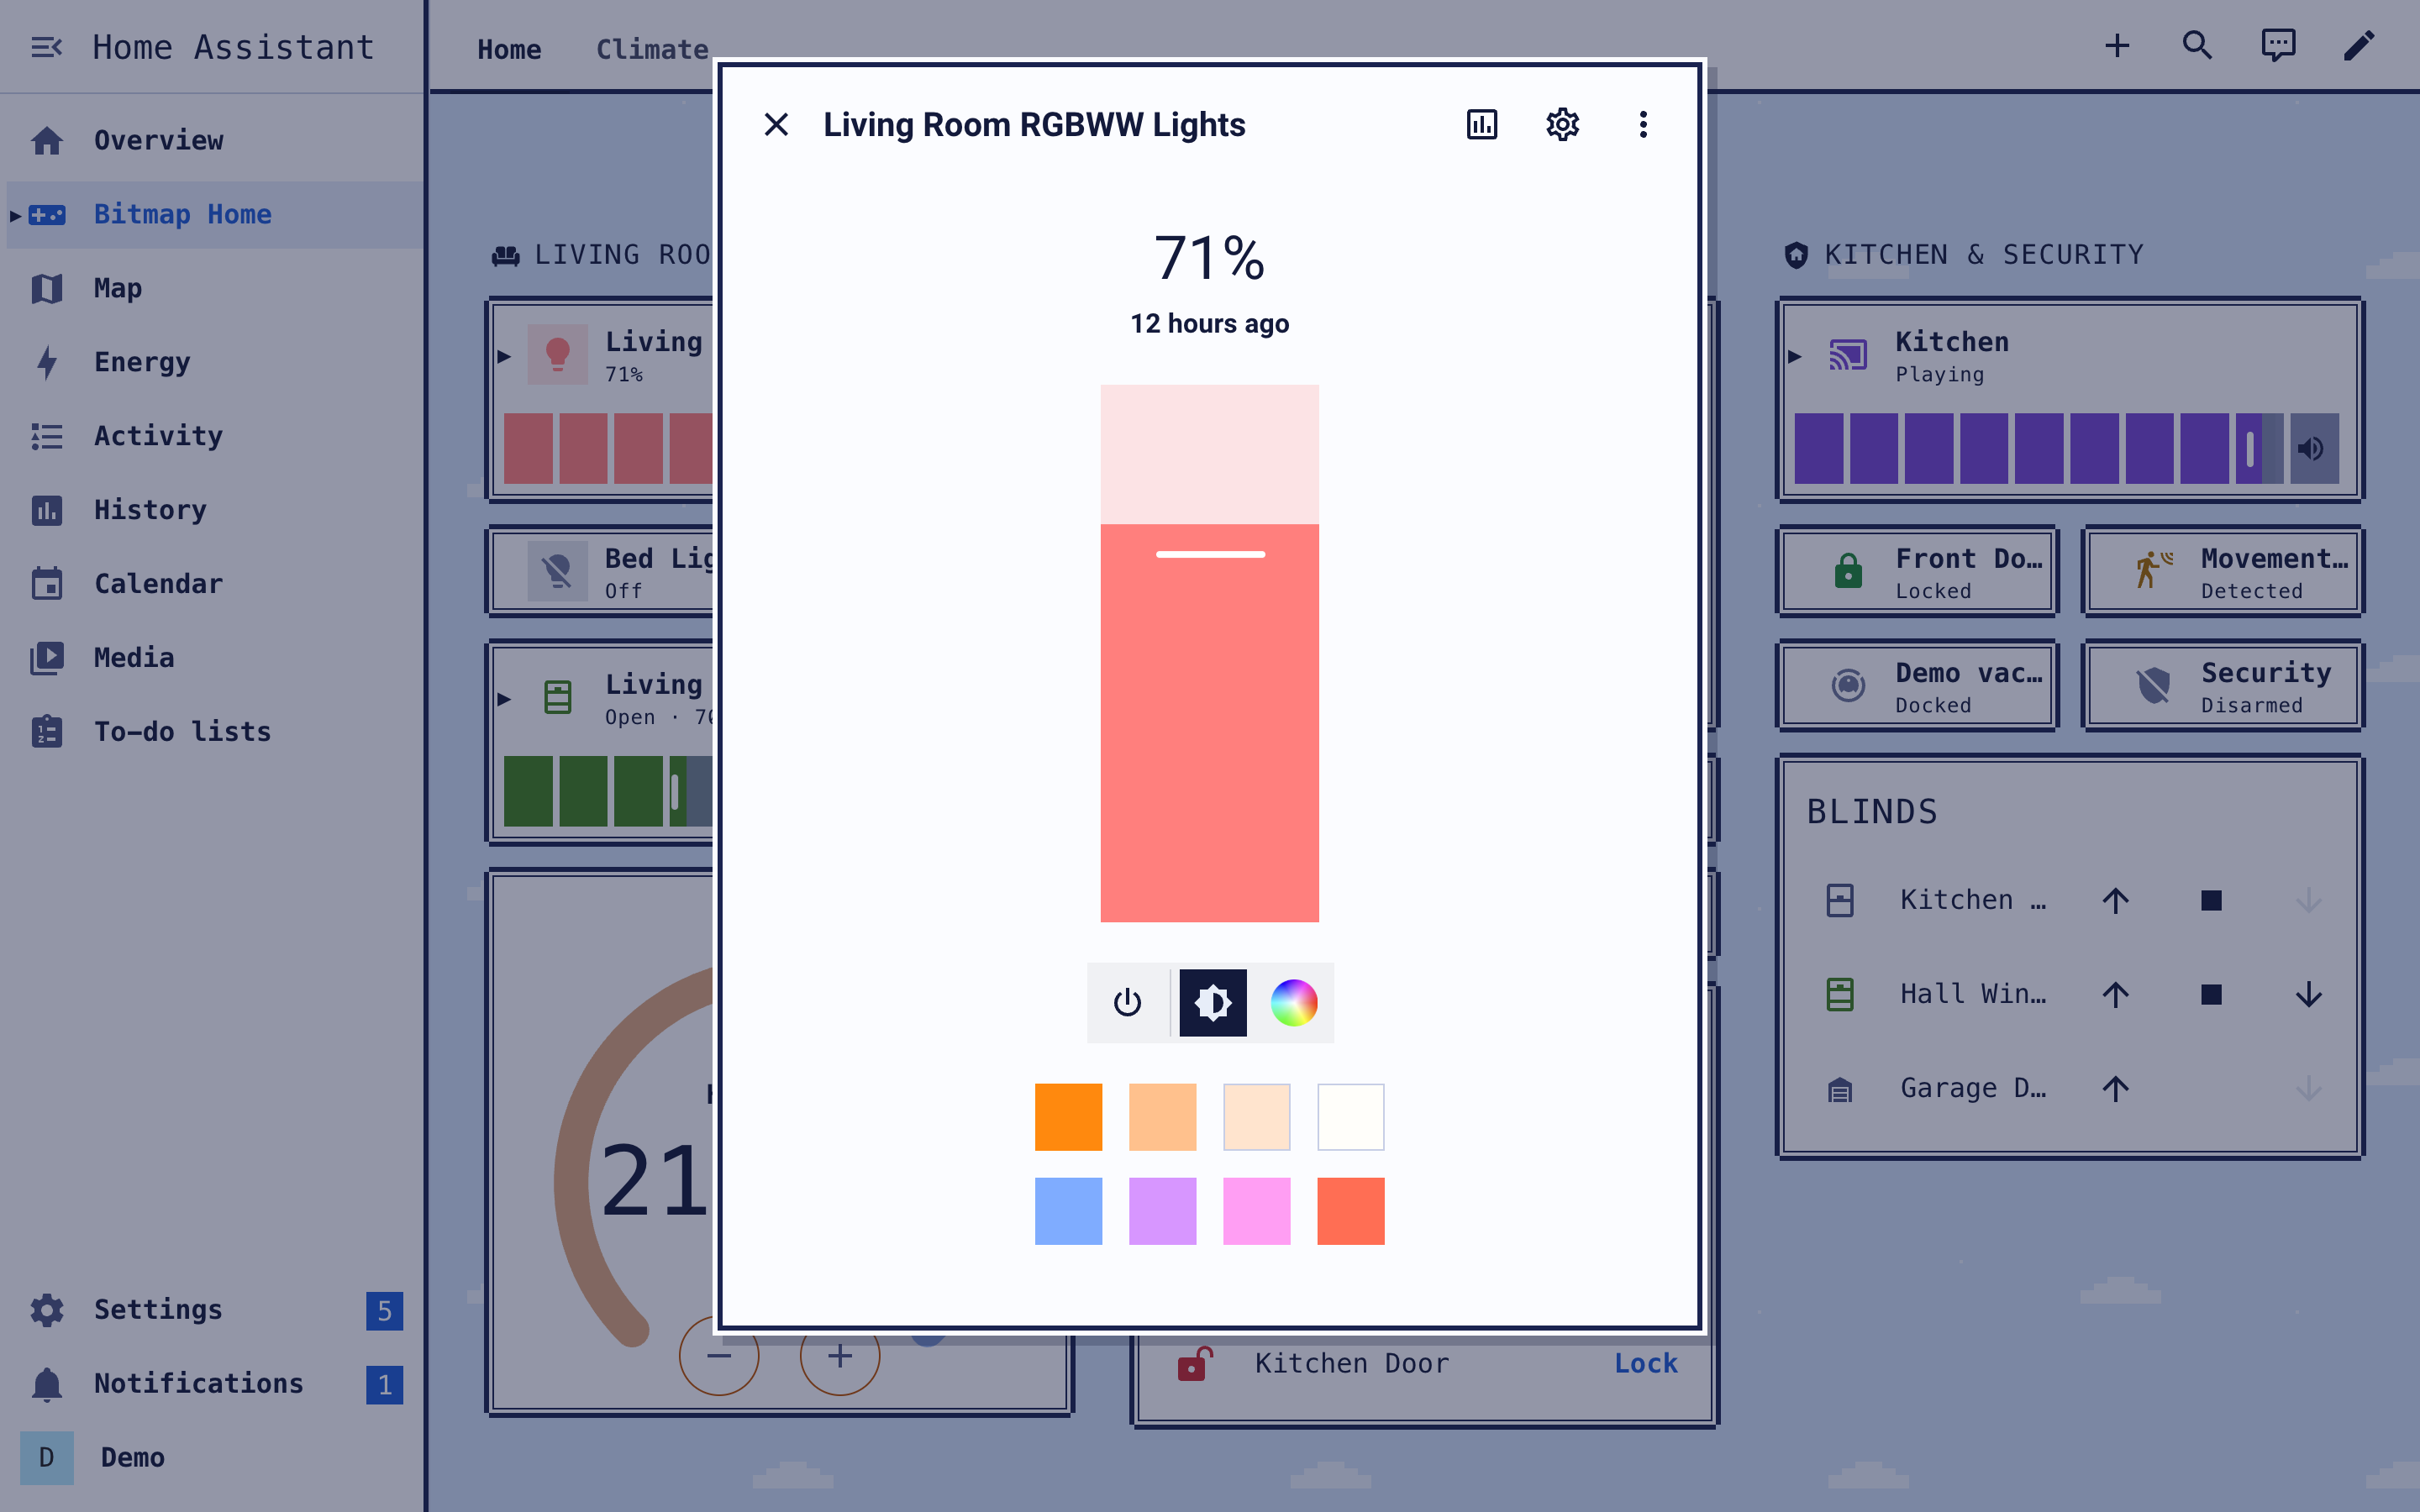 Home Assistant
Home
Climate
Overview
Bitmap Home
Map
Energy
Activity
History
Calendar
Media
To-do lists
Settings
5
Notifications
1
D
Demo
LIVING ROO
Living
71%
Bed Lig
Off
Living
Open · 70
21
Living Room RGBWW Lights
71%
12 hours ago
Kitchen Door
Lock
KITCHEN & SECURITY
Kitchen
Playing
Front Do…
Locked
Movement…
Detected
Demo vac…
Docked
Security
Disarmed
BLINDS
Kitchen …
Hall Win…
Garage D…